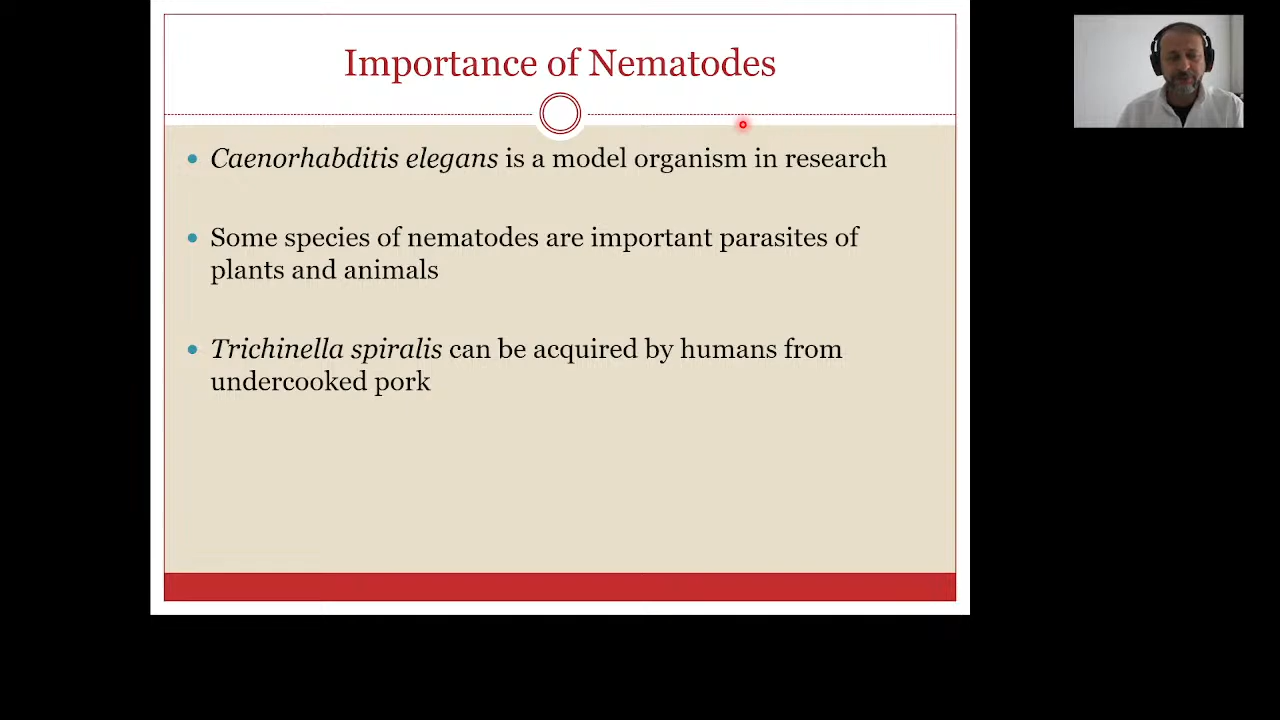 Importance of Nematodes
Caenorhabditis elegans is a model organism in research
Some species of nematodes are important parasites of
plants and animals
Trichinella spiralis can be acquired by humans from
undercooked pork